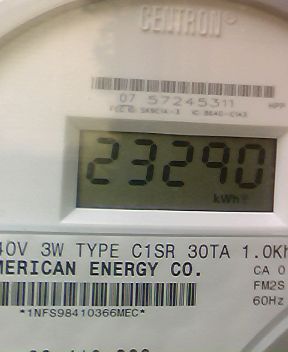 CENTRON®
07 57245311
HPP
23290
kWh
40V 3W TYPE C1SR 30TA 1.0Kh
MERICAN ENERGY CO.
CA 0
FM2S
60Hz
*1NFS98410366MEC*